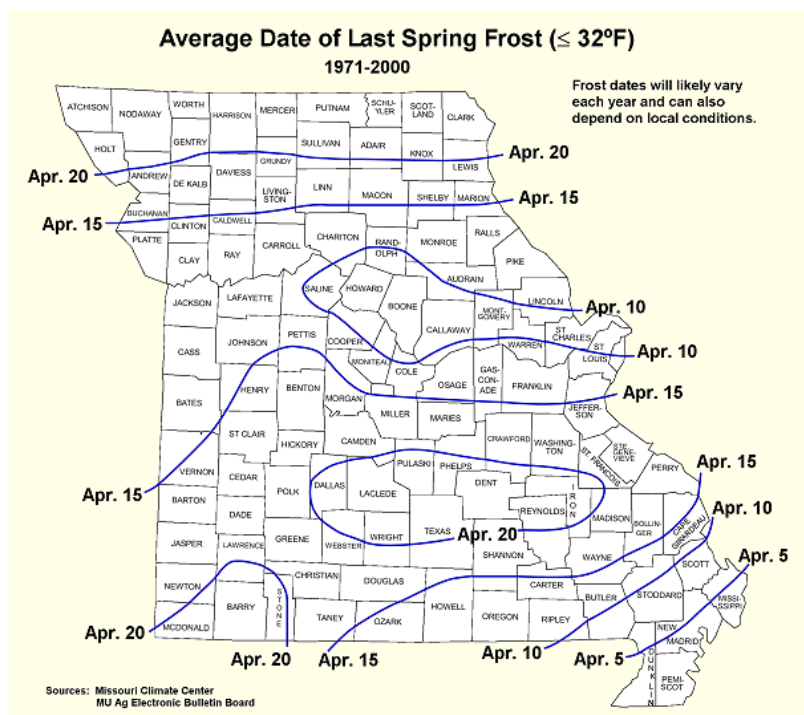 Average Date of Last Spring Frost (≤ 32ºF)
1971-2000
Frost dates will likely vary
each year and can also
depend on local conditions.
ATCHISON
NODAWAY
WORTH
HARRISON
MERCER
PUTNAM
SCHU-
YLER
SCOT-
LAND
CLARK
HOLT
GENTRY
SULLIVAN
ADAIR
KNOX
LEWIS
GRUNDY
Apr. 20
Apr. 20
ANDREW
DE KALB
DAVIESS
LIVING-
STON
LINN
MACON
SHELBY
MARION
Apr. 15
Apr. 15
BUCHANAN
CLINTON
CALDWELL
PLATTE
CLAY
RAY
CARROLL
CHARITON
RAND-
OLPH
MONROE
RALLS
PIKE
AUDRAIN
JACKSON
LAFAYETTE
SALINE
HOWARD
BOONE
CALLAWAY
MONT-
GOMERY
LINCOLN
Apr. 10
CASS
JOHNSON
PETTIS
COOPER
MONITEAU
COLE
WARREN
ST
CHARLES
ST
LOUIS
Apr. 10
BATES
HENRY
BENTON
MORGAN
MILLER
OSAGE
GAS-
CON-
ADE
FRANKLIN
JEFFER-
SON
Apr. 15
MARIES
ST CLAIR
HICKORY
CAMDEN
PULASKI
PHELPS
CRAWFORD
WASHING-
TON
ST. FRANCOIS
STE.
GENE-
VIEVE
PERRY
Apr. 15
Apr. 15
VERNON
CEDAR
POLK
DALLAS
LACLEDE
DENT
IRON
REYNOLDS
MADISON
BOLLIN-
GER
CAPE
GIRARDEAU
Apr. 10
BARTON
DADE
GREENE
WEBSTER
WRIGHT
TEXAS
Apr. 20
SHANNON
WAYNE
SCOTT
Apr. 5
JASPER
LAWRENCE
CHRISTIAN
DOUGLAS
CARTER
BUTLER
STODDARD
MISSI-
SSIPPI
NEWTON
BARRY
STONE
TANEY
OZARK
HOWELL
OREGON
RIPLEY
NEW
MADRID
MCDONALD
Apr. 20
Apr. 20
Apr. 15
Apr. 10
Apr. 5
DUNKLIN
PEMI-
SCOT
Sources: Missouri Climate Center
MU Ag Electronic Bulletin Board